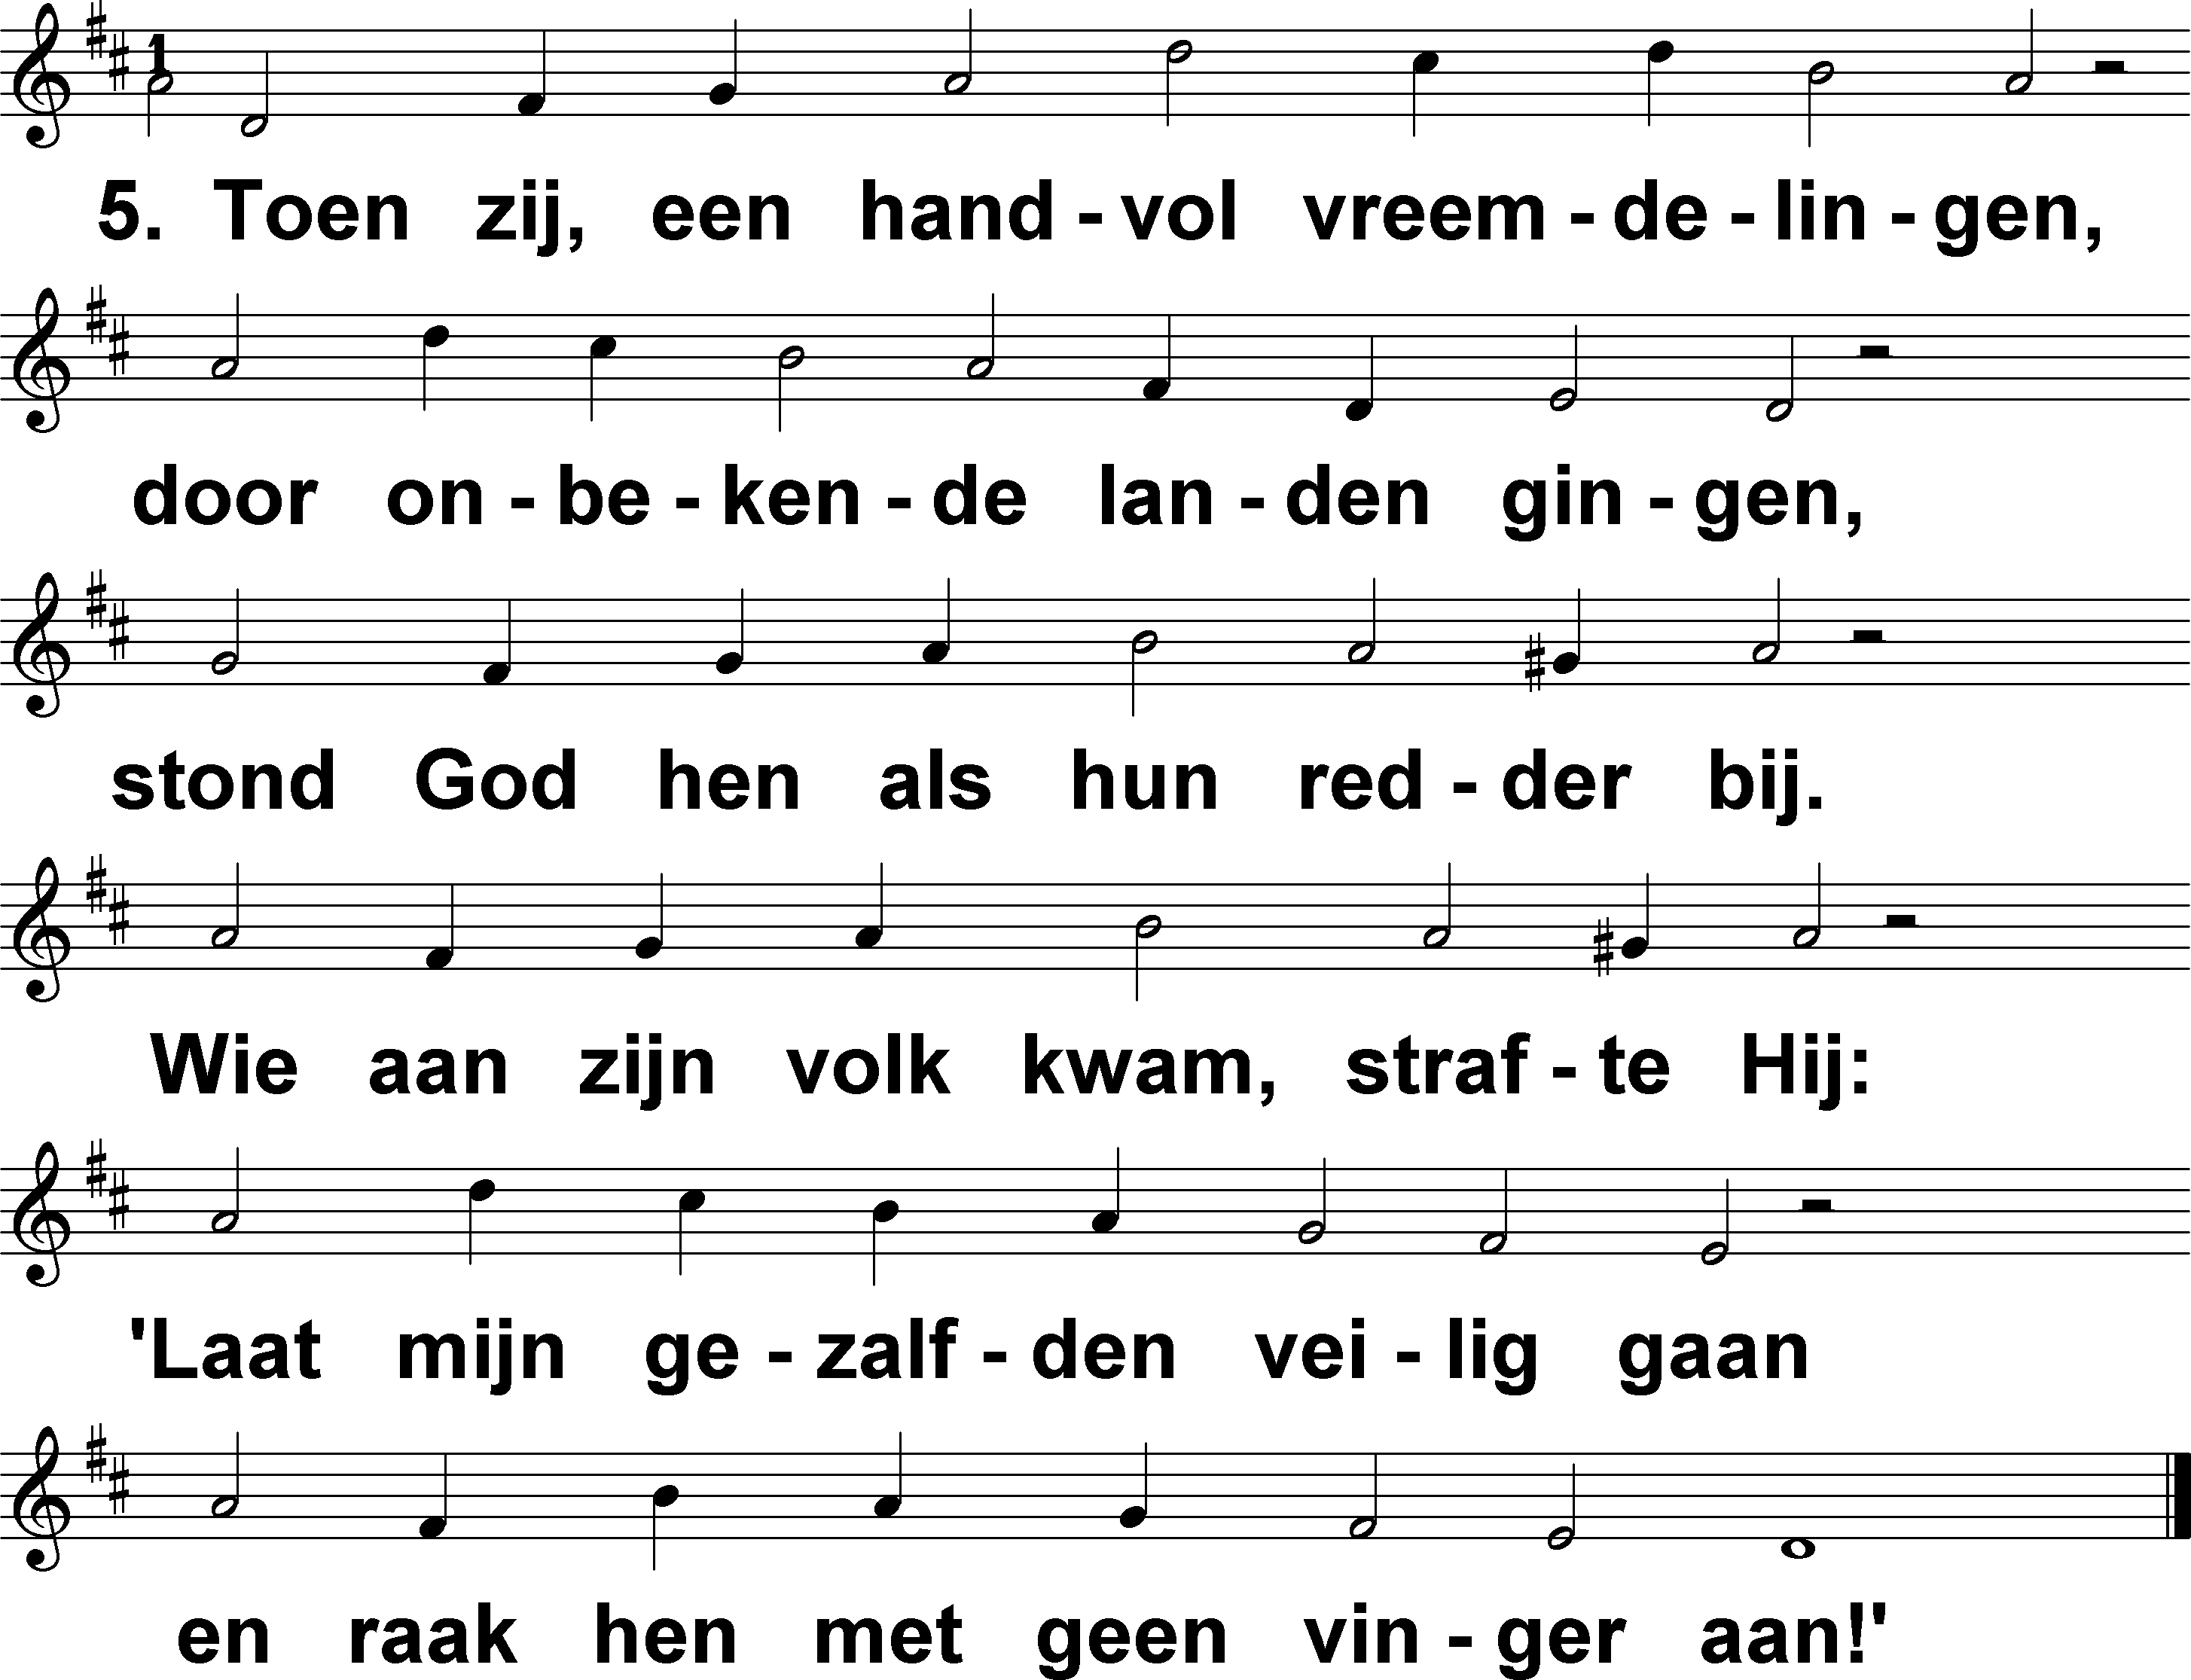 1
5. Toen zij, een hand - vol vreem - de - lin - gen,
door on - be - ken - de lan - den gin - gen,
stond God hen als hun red - der bij.
Wie aan zijn volk kwam, straf - te Hij:
'Laat mijn ge - zalf - den vei - lig gaan
en raak hen met geen vin - ger aan!'